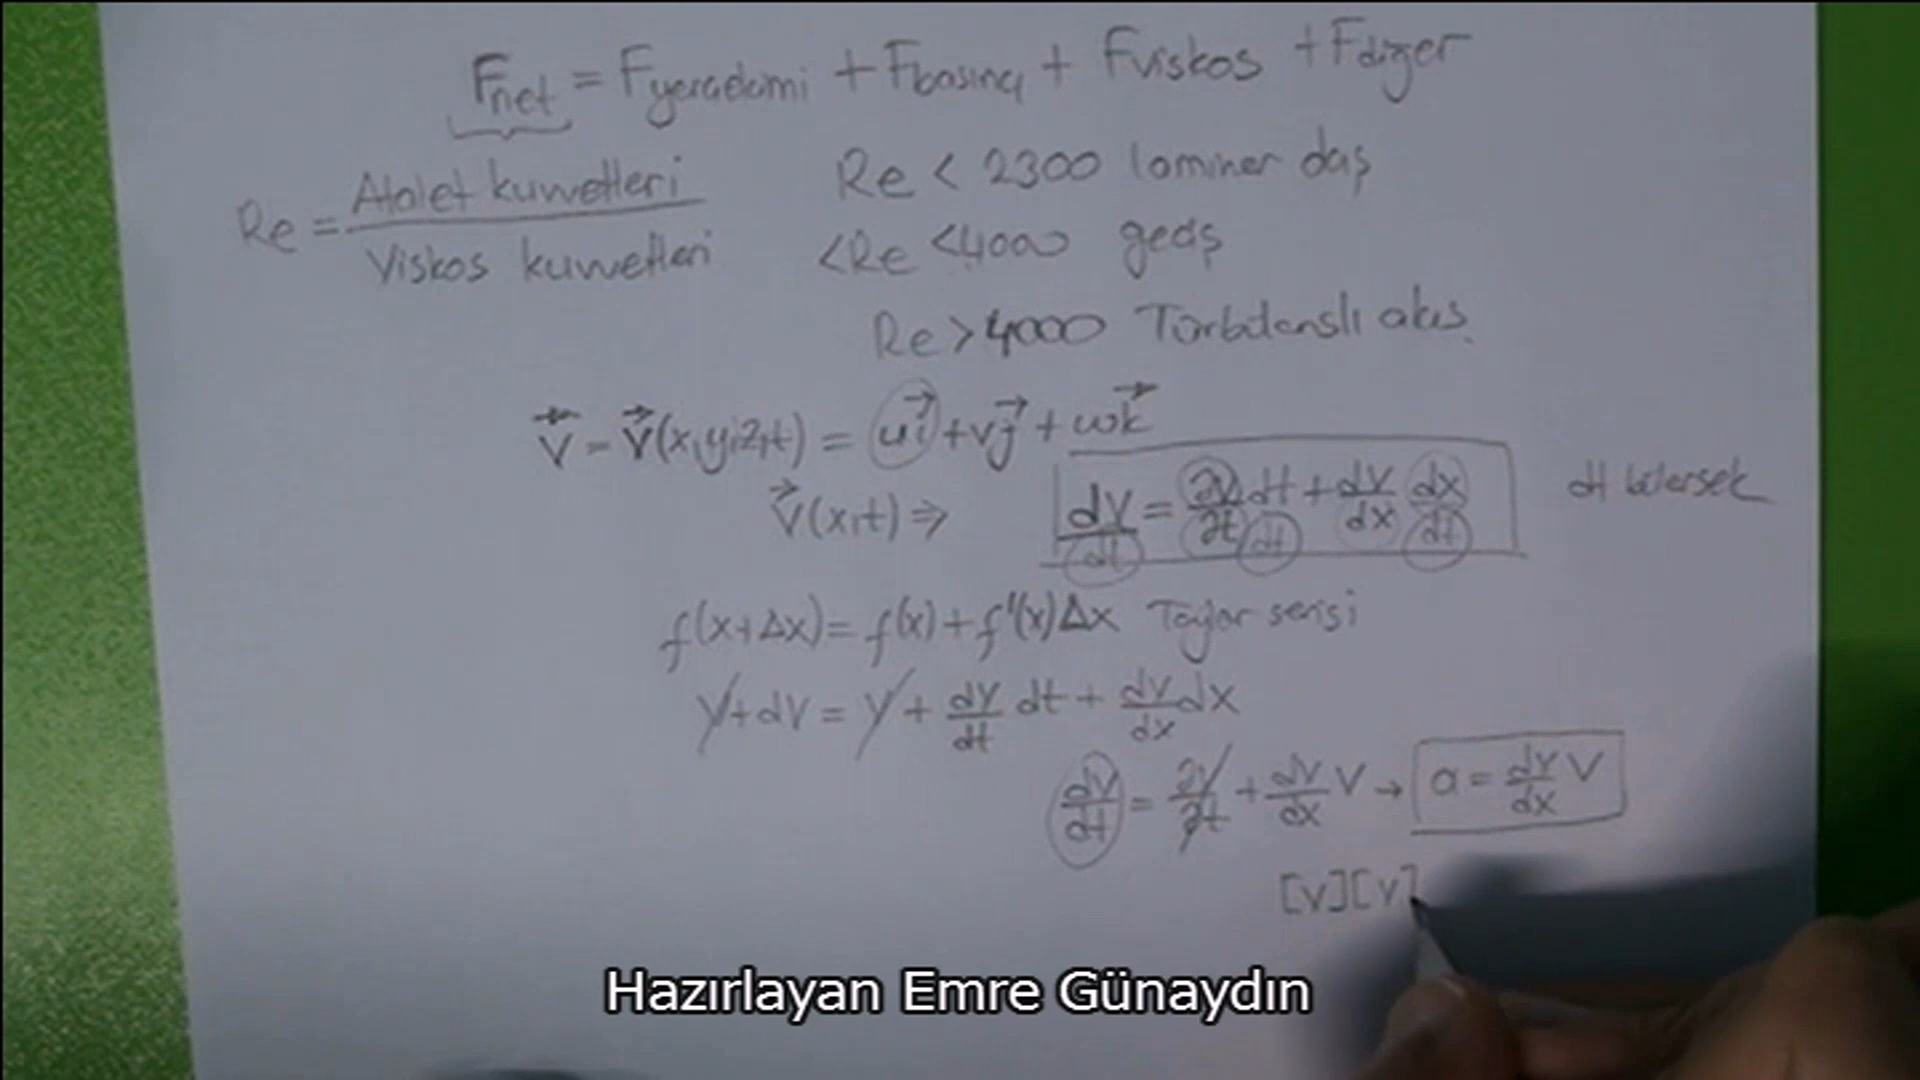 Fnet = Fyerçekimi + Fbasınç + Fviskos + Fdiğer
Re = Atalet kuvvetleri / Viskos kuvvetleri
Re < 2300 laminer
<Re <4000 geçiş
Re > 4000 Türbülanslı akış.
V⃗ = V⃗(x,y,z,t) = ui⃗ + vj⃗ + wk⃗
V⃗(x,t) ⇒ dV/dt = ∂V/∂t dt/dt + dV/dx dx/dt
f(x+Δx) = f(x) + f'(x)Δx Taylor serisi
V+dV = V + dV/dt dt + dV/dx dx
dV/dt = ∂V/∂t + dV/dx V → a = dV/dx V
[V][V]
Hazırlayan Emre Günaydın